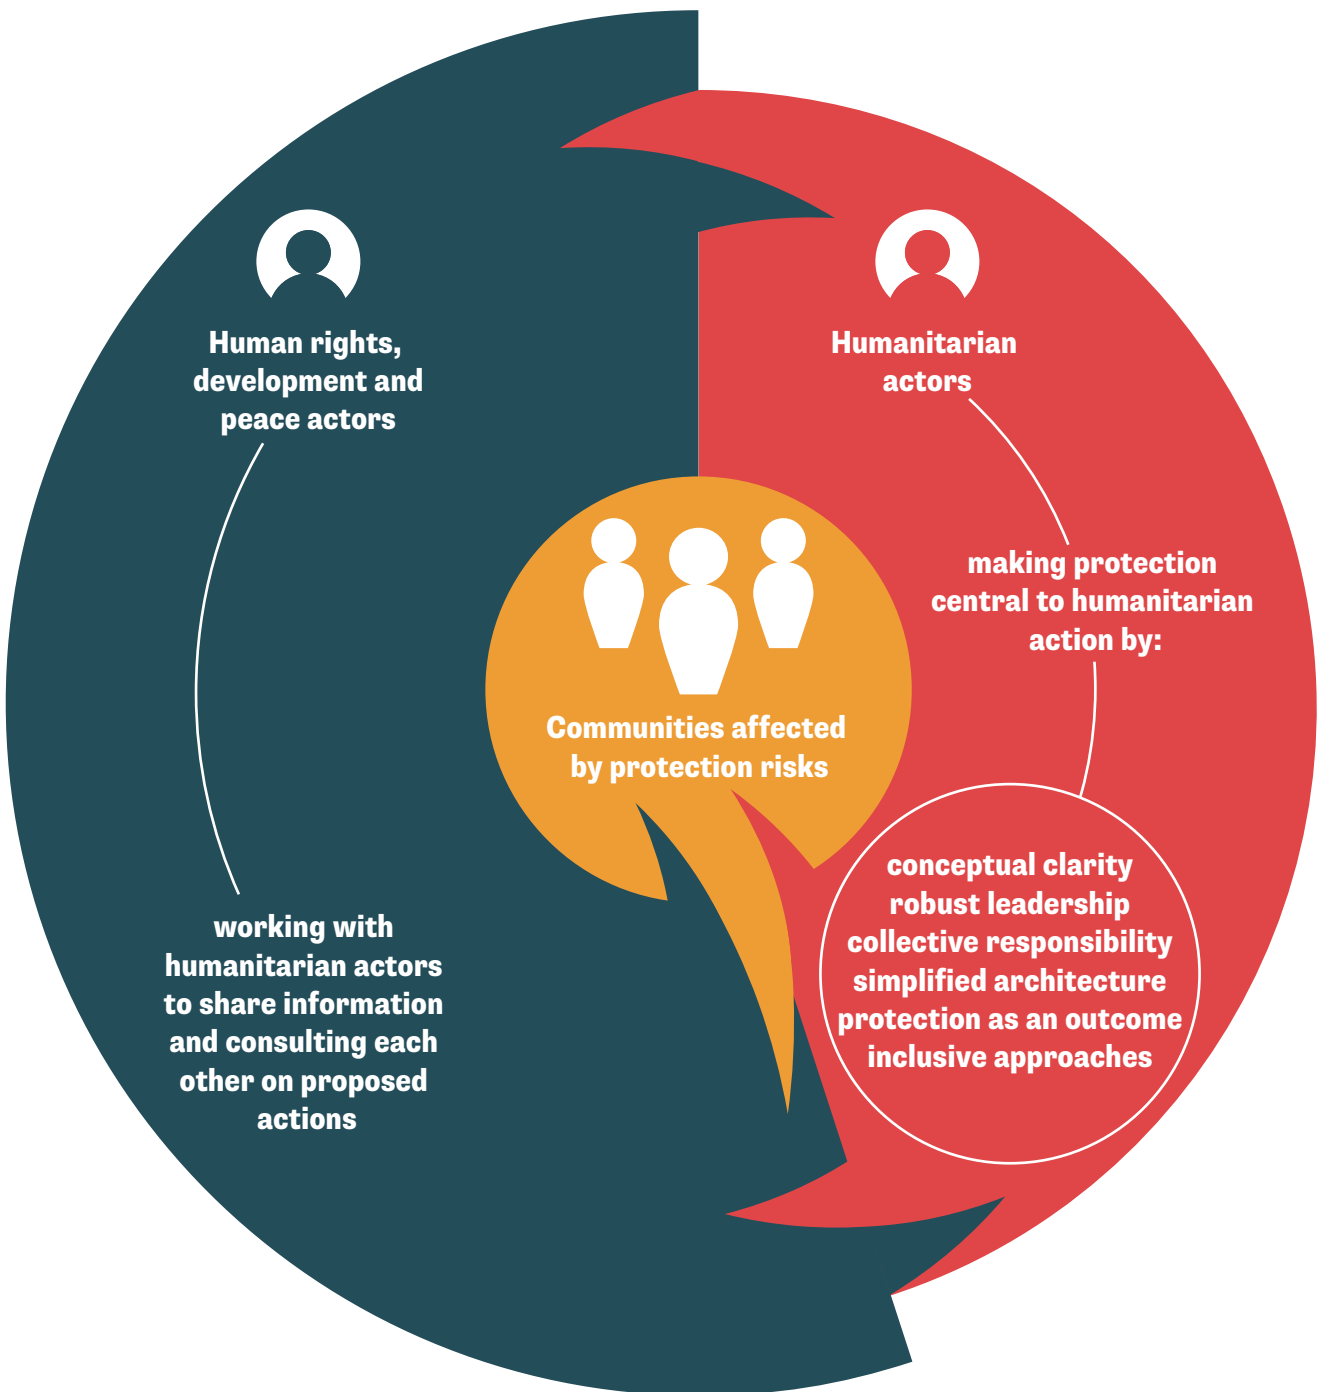 Human rights,
development and
peace actors
working with
humanitarian actors
to share information
and consulting each
other on proposed
actions
Communities affected
by protection risks
Humanitarian
actors
making protection
central to humanitarian
action by:
conceptual clarity
robust leadership
collective responsibility
simplified architecture
protection as an outcome
inclusive approaches